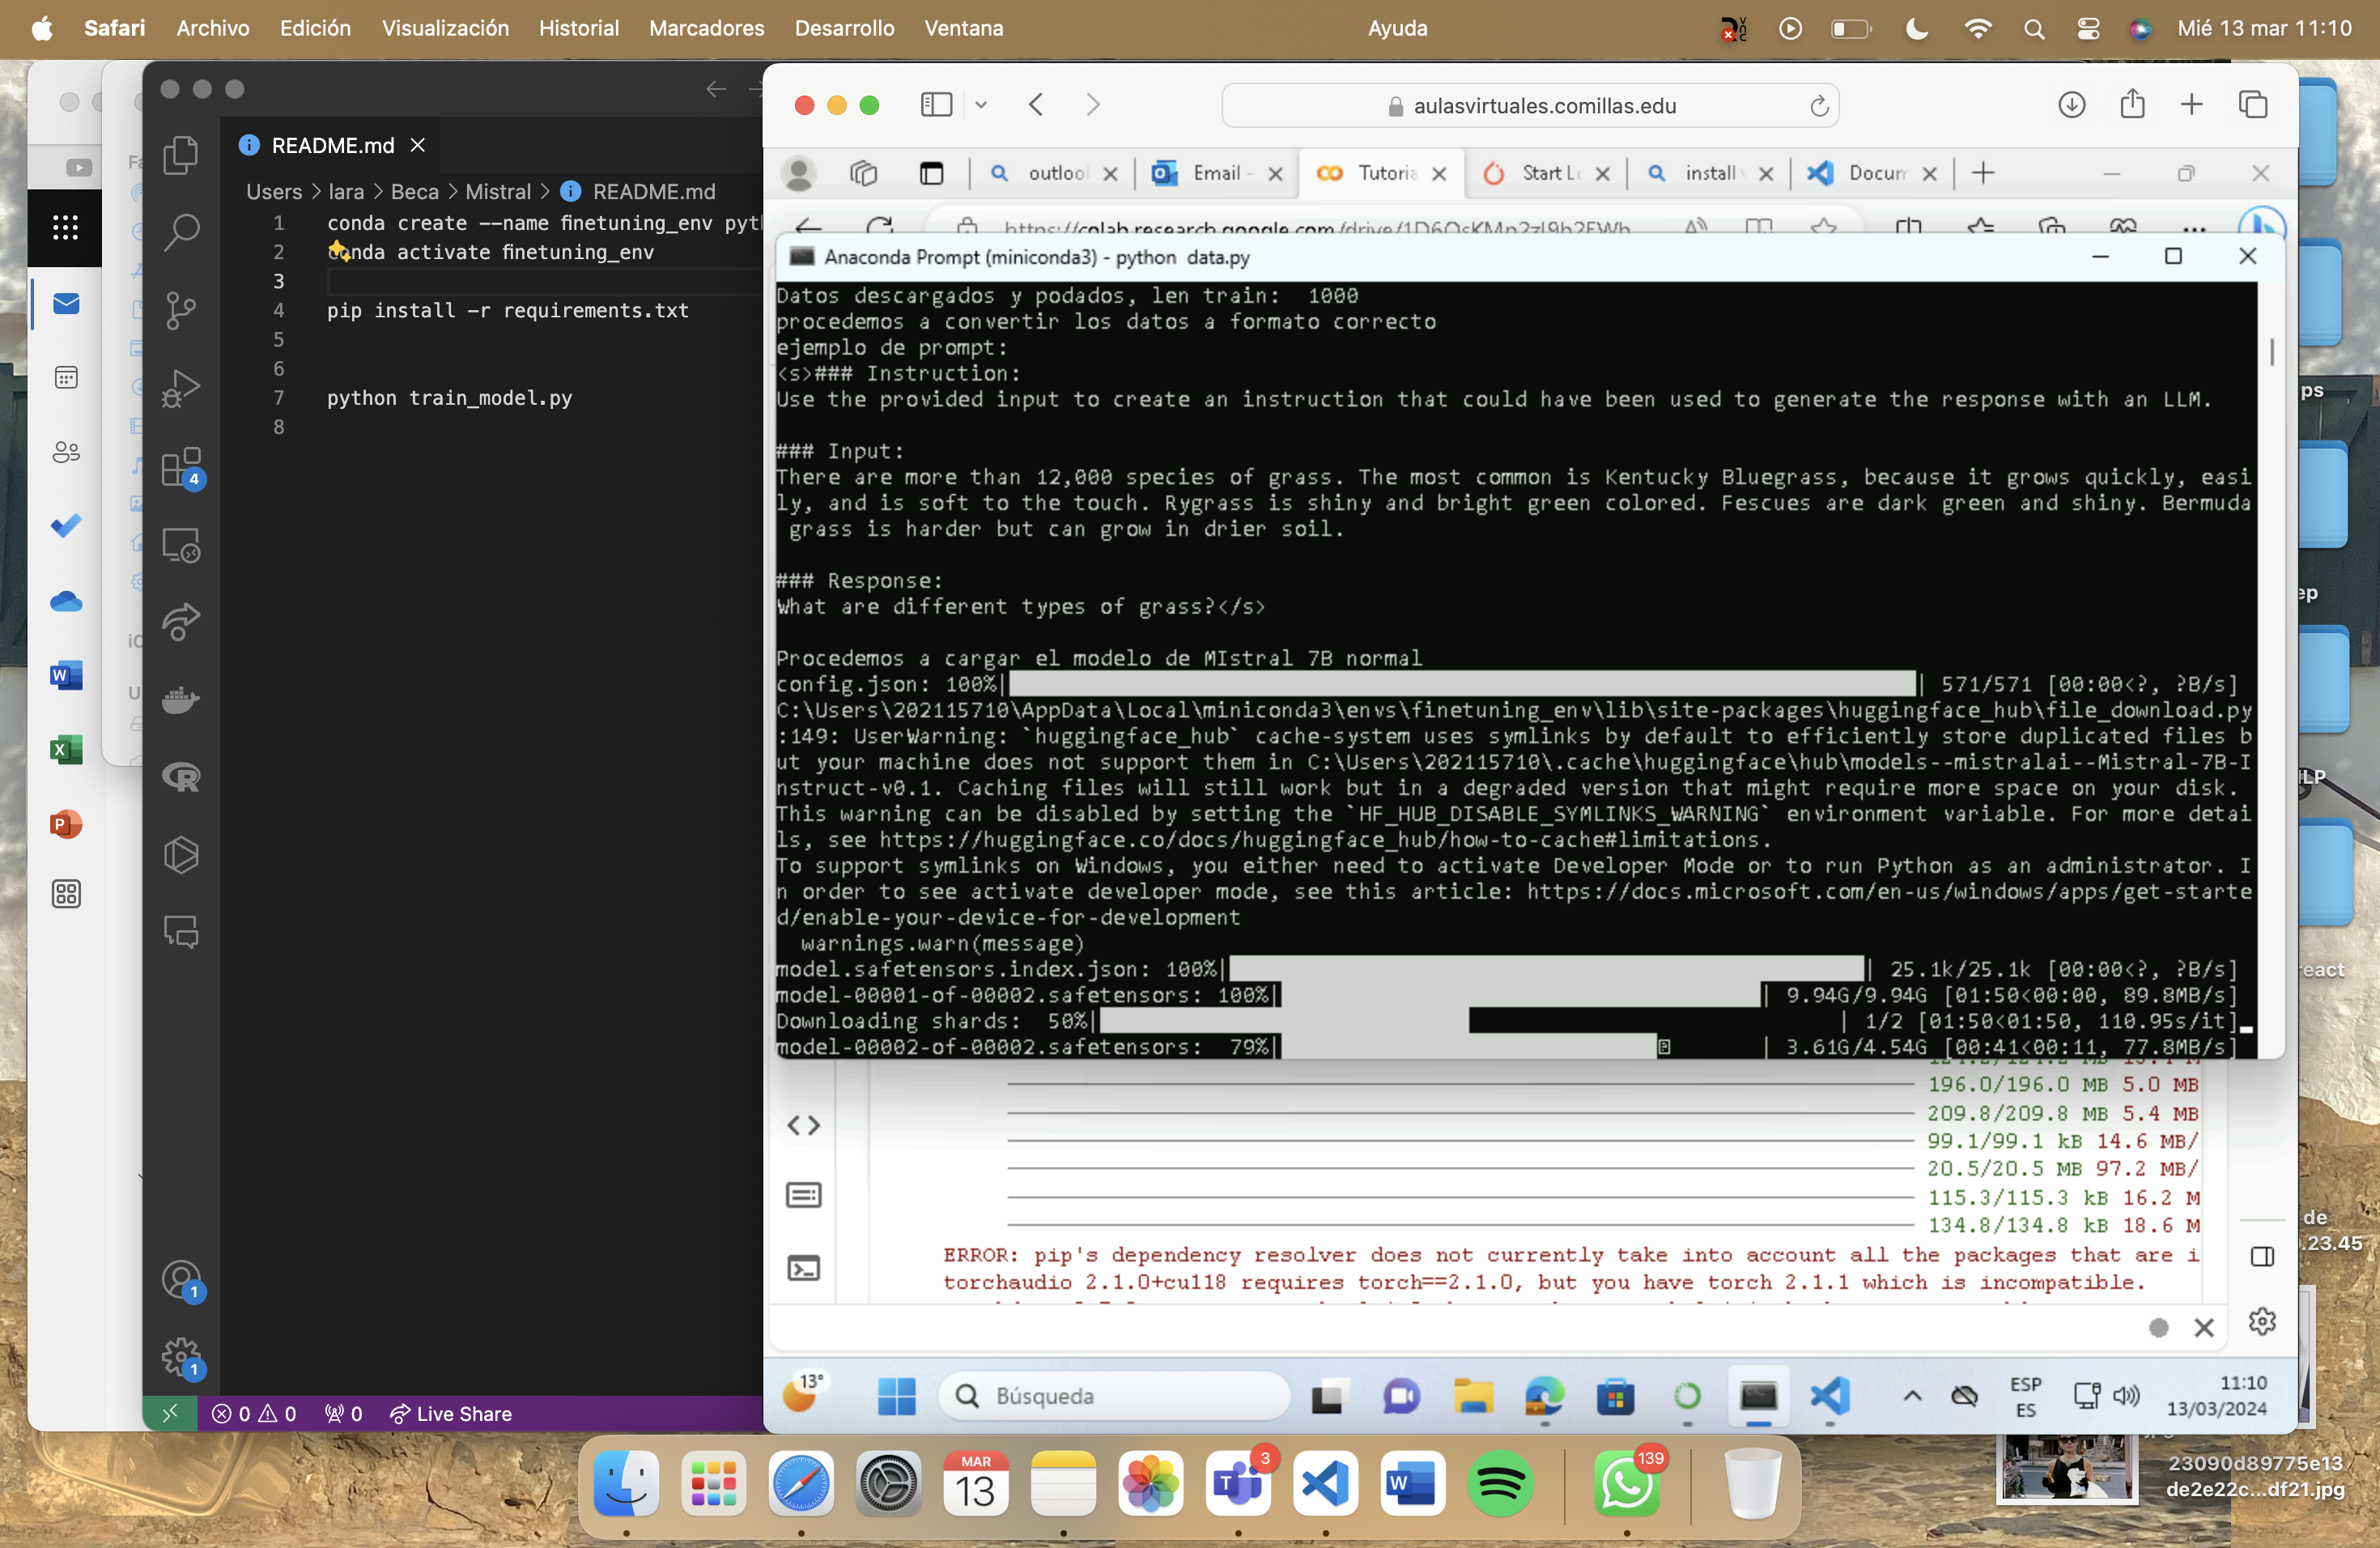 Safari Archivo Edición Visualización Historial Marcadores Desarrollo Ventana Ayuda Mié 13 mar 11:10
README.md
Users > lara > Beca > Mistral > README.md
1 conda create --name finetuning_env pyth
2 conda activate finetuning_env
3
4 pip install -r requirements.txt
5
6
7 python train_model.py
8
4
1
1
0 0 0 Live Share
aulasvirtuales.comillas.edu
outlool Email - Tutoria Start Lo install Docum
https://colab.research.google.com/drive/1D6QsKMn2zI9h2FWh
Anaconda Prompt (miniconda3) - python data.py
Datos descargados y podados, len train: 1000
procedemos a convertir los datos a formato correcto
ejemplo de prompt:
<s>### Instruction:
Use the provided input to create an instruction that could have been used to generate the response with an LLM.
### Input:
There are more than 12,000 species of grass. The most common is Kentucky Bluegrass, because it grows quickly, easi
ly, and is soft to the touch. Rygrass is shiny and bright green colored. Fescues are dark green and shiny. Bermuda
grass is harder but can grow in drier soil.
### Response:
What are different types of grass?</s>
Procedemos a cargar el modelo de MIstral 7B normal
config.json: 100%| | 571/571 [00:00<?, ?B/s]
C:\Users\202115710\AppData\Local\miniconda3\envs\finetuning_env\lib\site-packages\huggingface_hub\file_download.py
:149: UserWarning: `huggingface_hub` cache-system uses symlinks by default to efficiently store duplicated files b
ut your machine does not support them in C:\Users\202115710\.cache\huggingface\hub\models--mistralai--Mistral-7B-I
nstruct-v0.1. Caching files will still work but in a degraded version that might require more space on your disk.
This warning can be disabled by setting the `HF_HUB_DISABLE_SYMLINKS_WARNING` environment variable. For more detai
ls, see https://huggingface.co/docs/huggingface_hub/how-to-cache#limitations.
To support symlinks on Windows, you either need to activate Developer Mode or to run Python as an administrator. I
n order to see activate developer mode, see this article: https://docs.microsoft.com/en-us/windows/apps/get-starte
d/enable-your-device-for-development
warnings.warn(message)
model.safetensors.index.json: 100%| | 25.1k/25.1k [00:00<?, ?B/s]
model-00001-of-00002.safetensors: 100%| | 9.94G/9.94G [01:50<00:00, 89.8MB/s]
Downloading shards: 50%| | 1/2 [01:50<01:50, 110.95s/it]
model-00002-of-00002.safetensors: 79%| | 3.61G/4.54G [00:41<00:11, 77.8MB/s]
196.0/196.0 MB 5.0 MB
209.8/209.8 MB 5.4 MB
99.1/99.1 kB 14.6 MB/
20.5/20.5 MB 97.2 MB/
115.3/115.3 kB 16.2 M
134.8/134.8 kB 18.6 M
ERROR: pip's dependency resolver does not currently take into account all the packages that are i
torchaudio 2.1.0+cu118 requires torch==2.1.0, but you have torch 2.1.1 which is incompatible.
13° Búsqueda ESP ES 11:10 13/03/2024
ps
ep
LP
react
de
.23.45
23090d89775e13
de2e22c...df21.jpg
MAR
13
3
139